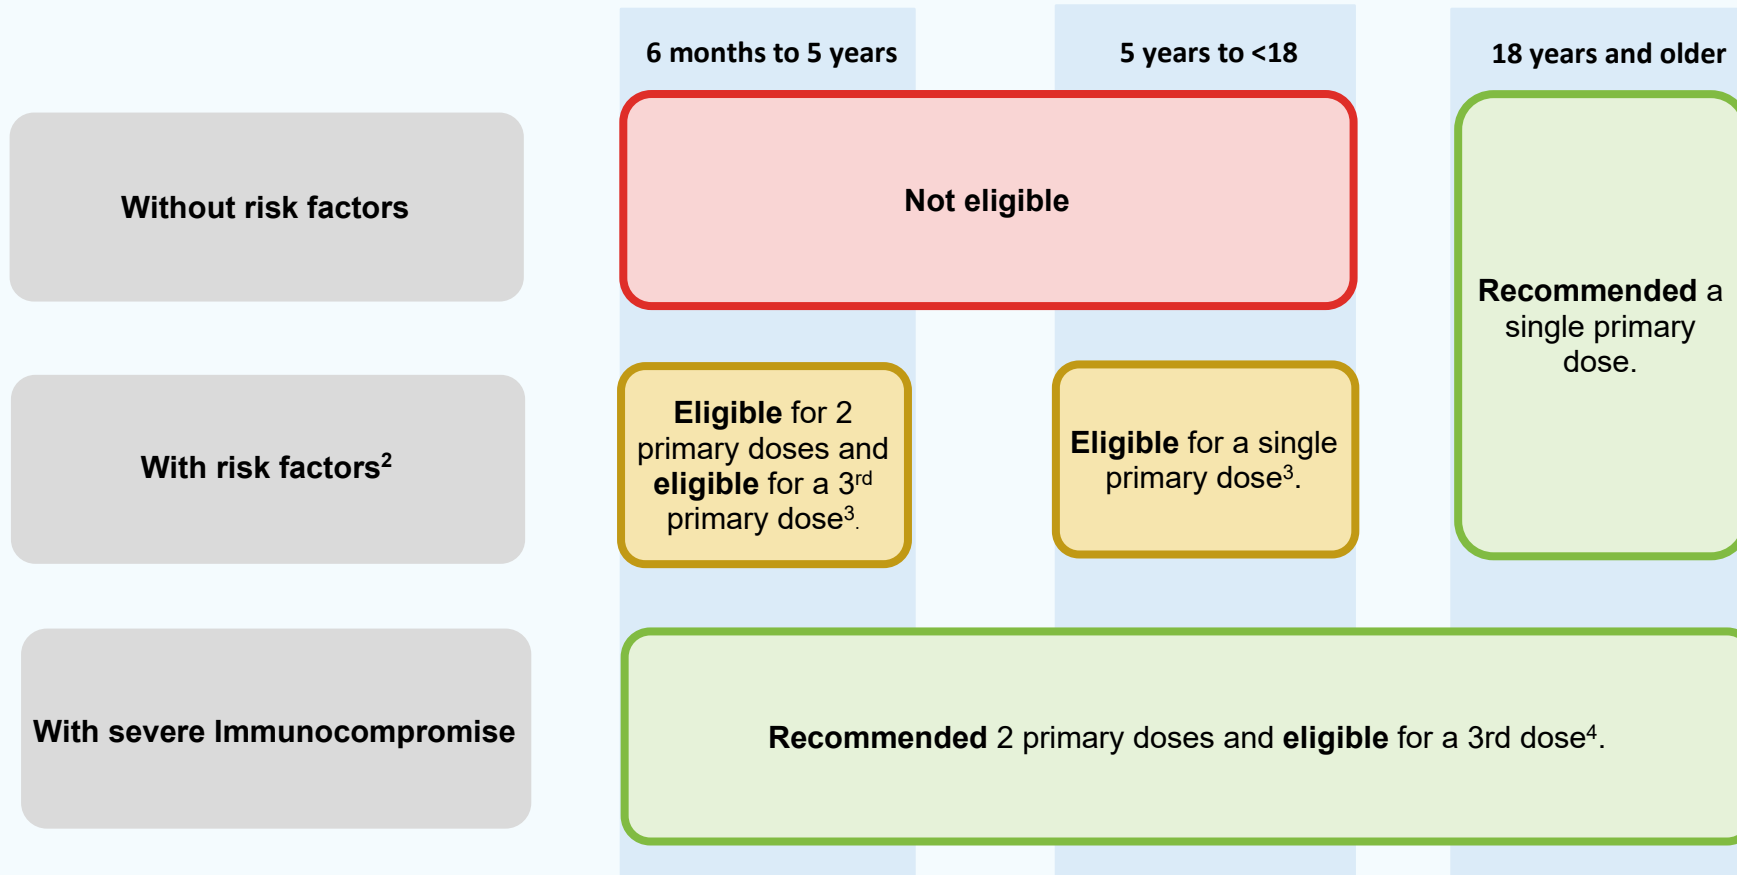 6 months to 5 years
5 years to <18
18 years and older
Without risk factors
Not eligible
Recommended a
single primary
dose.
With risk factors²
Eligible for 2
primary doses and
eligible for a 3ʳᵈ
primary dose³.
Eligible for a single
primary dose³.
With severe Immunocompromise
Recommended 2 primary doses and eligible for a 3rd dose⁴.